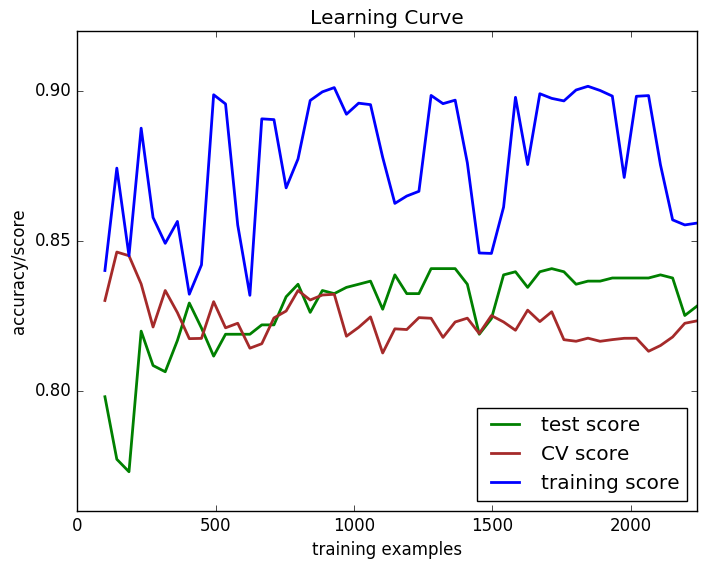 Learning Curve
0.90
0.85
0.80
accuracy/score
0
500
1000
1500
2000
training examples
test score
CV score
training score